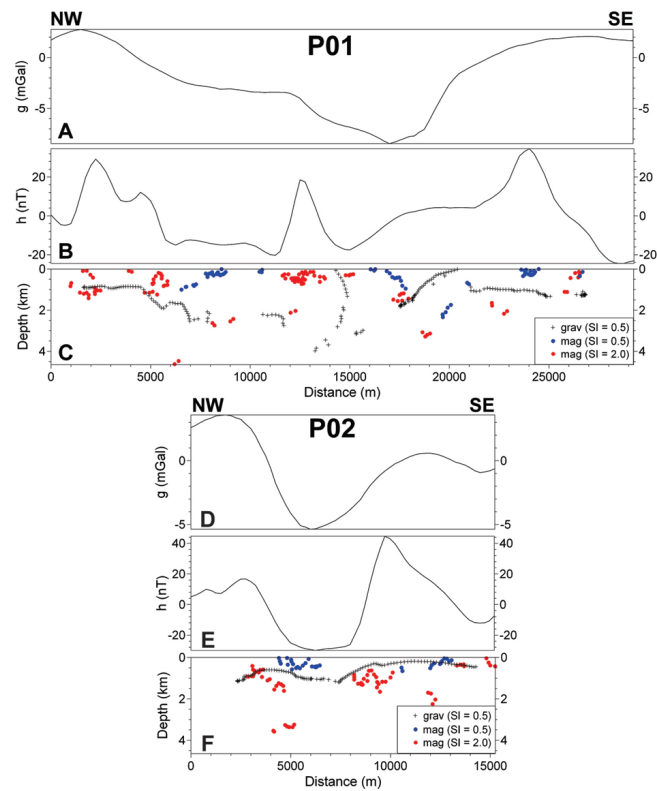 NW P01 SE
g (mGal)
0 0
-5 -5
A
h (nT)
20 20
0 0
-20 -20
B
Depth (km)
0 0
2 2
4 4
C
grav (SI = 0.5)
mag (SI = 0.5)
mag (SI = 2.0)
0 5000 10000 15000 20000 25000
Distance (m)
NW P02 SE
g (mGal)
0 0
-5 -5
D
h (nT)
40 40
20 20
0 0
-20 -20
E
Depth (km)
0 0
2 2
4 4
F
grav (SI = 0.5)
mag (SI = 0.5)
mag (SI = 2.0)
0 5000 10000 15000
Distance (m)